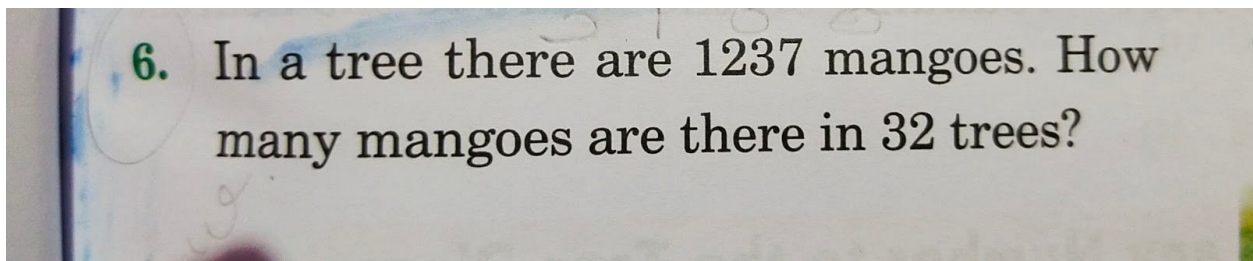 6. In a tree there are 1237 mangoes. How
many mangoes are there in 32 trees?